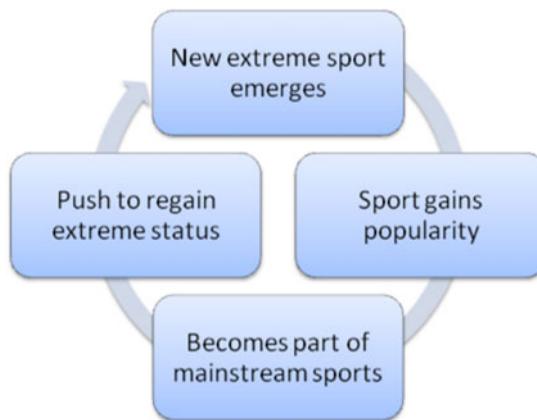 New extreme sport
emerges
Sport gains
popularity
Becomes part of
mainstream sports
Push to regain
extreme status